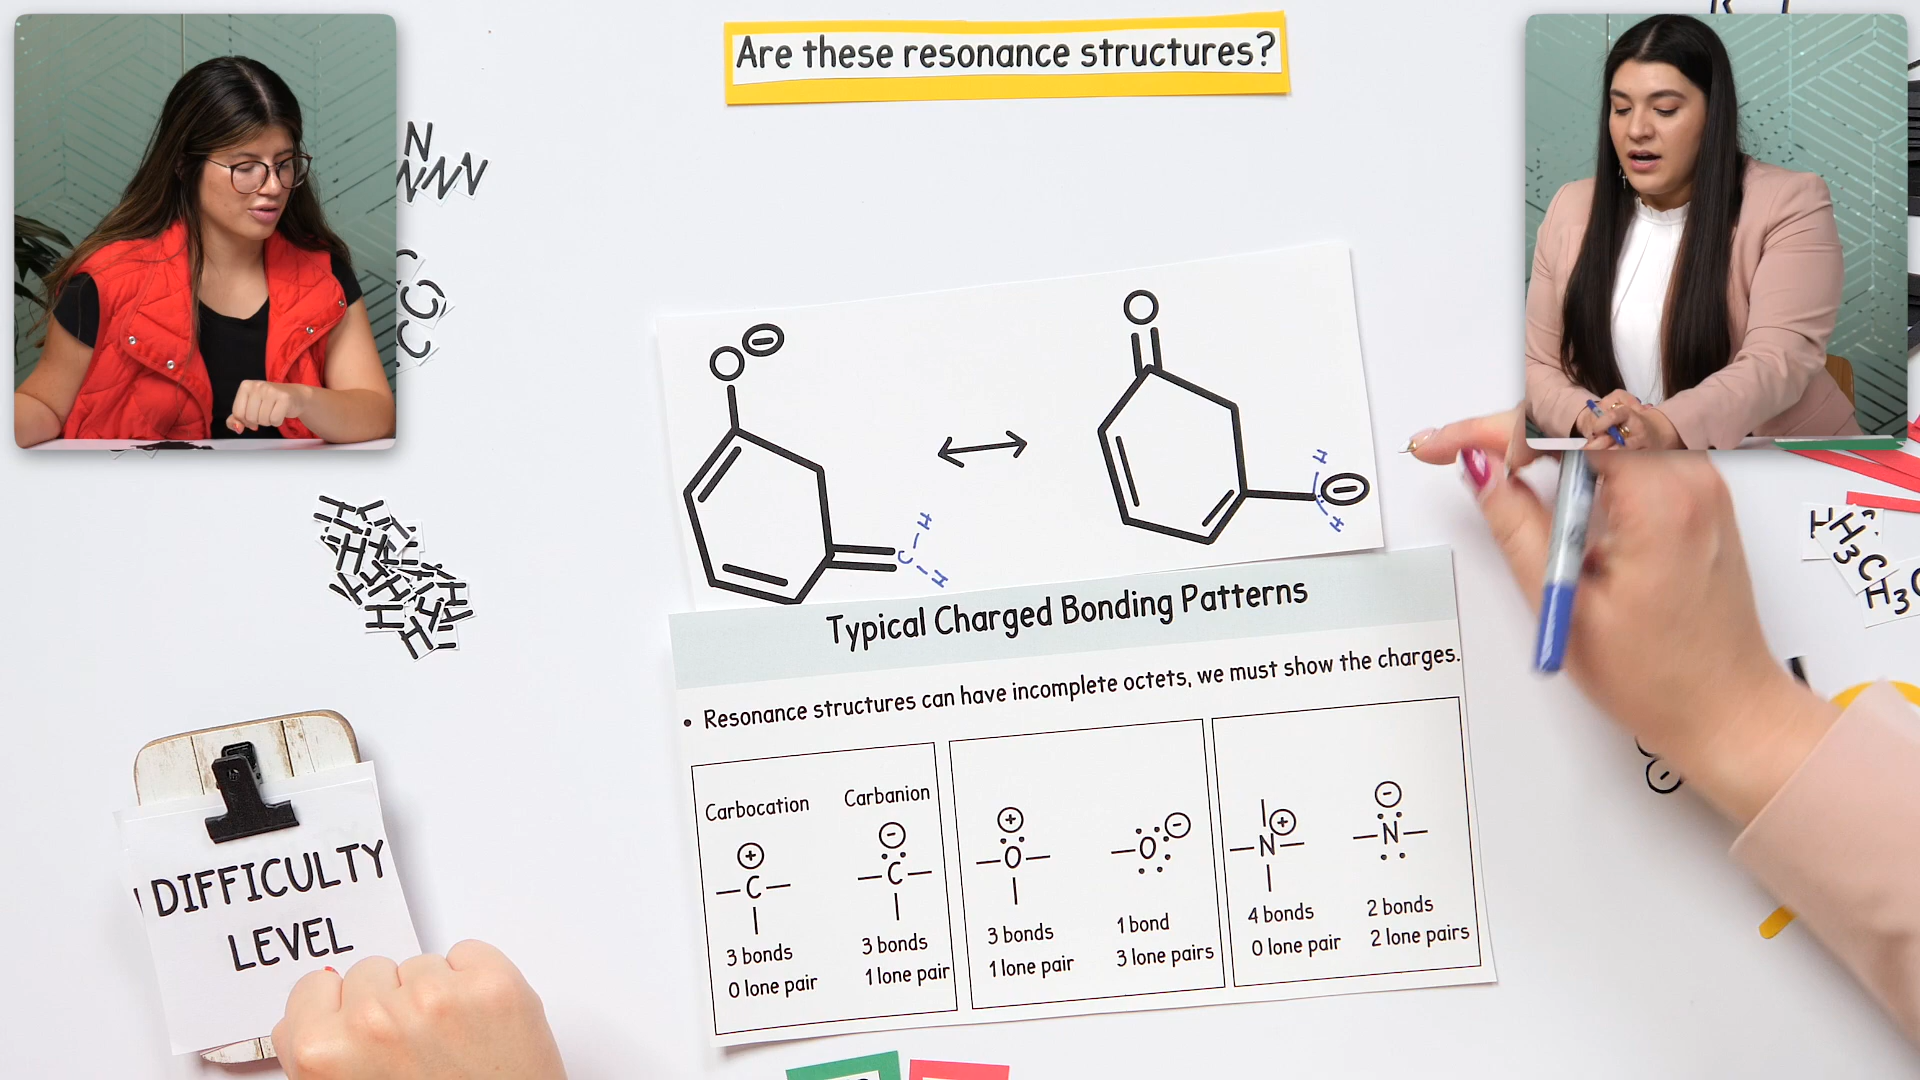 Are these resonance structures?
N
N
N
N
C
O
C
O ⊖
O
H
C
H
H
⊖
H
Typical Charged Bonding Patterns
• Resonance structures can have incomplete octets, we must show the charges.
Carbocation
⊕
— C —
|
3 bonds
0 lone pair
Carbanion
⊖
— C —
|
3 bonds
1 lone pair
⊕
— O —
|
3 bonds
1 lone pair
— O ⊖
1 bond
3 lone pairs
|
— N ⊕ —
|
4 bonds
0 lone pair
⊖
— N —
2 bonds
2 lone pairs
DIFFICULTY
LEVEL
H
H
H
H
H
H
H
H
H3C
H3
⊖